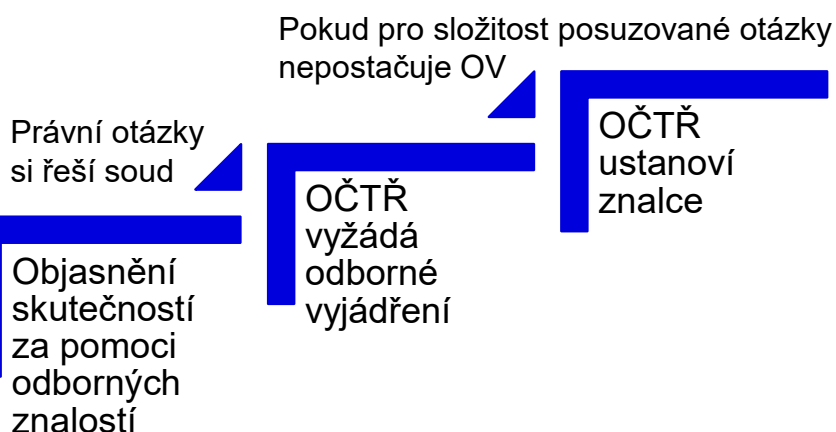 Pokud pro složitost posuzované otázky
nepostačuje OV
Právní otázky
si řeší soud
OČTŘ
ustanoví
znalce
OČTŘ
vyžádá
odborné
vyjádření
Objasnění
skutečností
za pomoci
odborných
znalostí